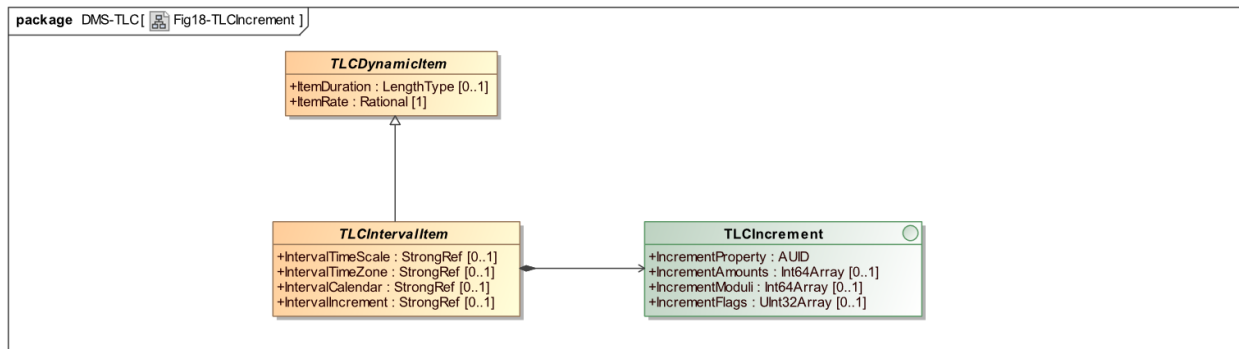 package DMS-TLC[ Fig18-TLCIncrement ]
TLCDynamicItem
+ItemDuration : LengthType [0..1]
+ItemRate : Rational [1]
TLCIntervalItem
+IntervalTimeScale : StrongRef [0..1]
+IntervalTimeZone : StrongRef [0..1]
+IntervalCalendar : StrongRef [0..1]
+IntervalIncrement : StrongRef [0..1]
TLCIncrement
+IncrementProperty : AUID
+IncrementAmounts : Int64Array [0..1]
+IncrementModuli : Int64Array [0..1]
+IncrementFlags : UInt32Array [0..1]